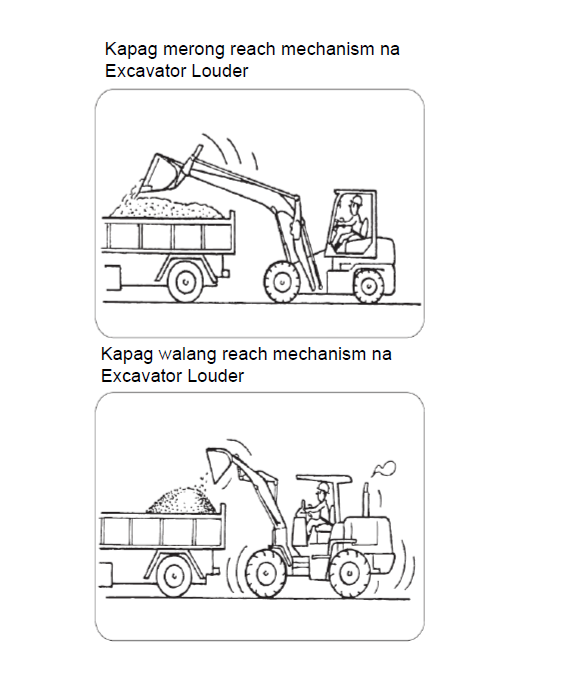 Kapag merong reach mechanism na
Excavator Louder
Kapag walang reach mechanism na
Excavator Louder